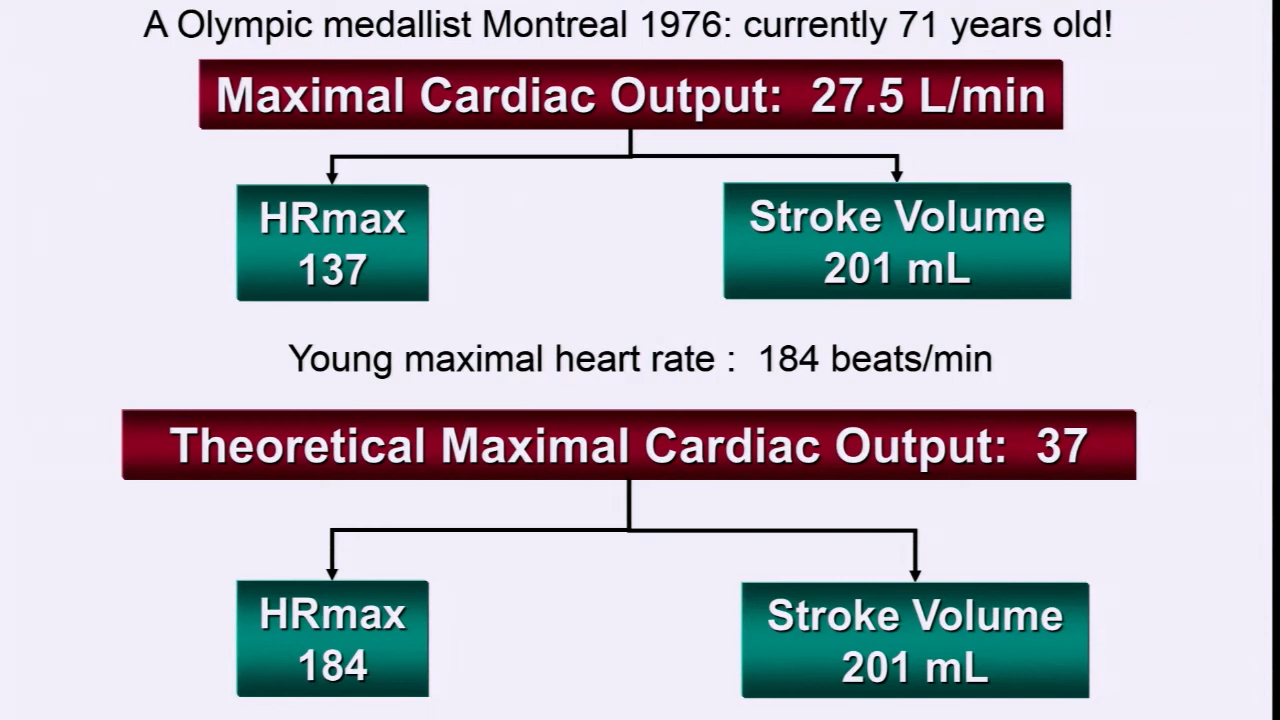 A Olympic medallist Montreal 1976: currently 71 years old!
Maximal Cardiac Output: 27.5 L/min
HRmax
137
Stroke Volume
201 mL
Young maximal heart rate : 184 beats/min
Theoretical Maximal Cardiac Output: 37
HRmax
184
Stroke Volume
201 mL